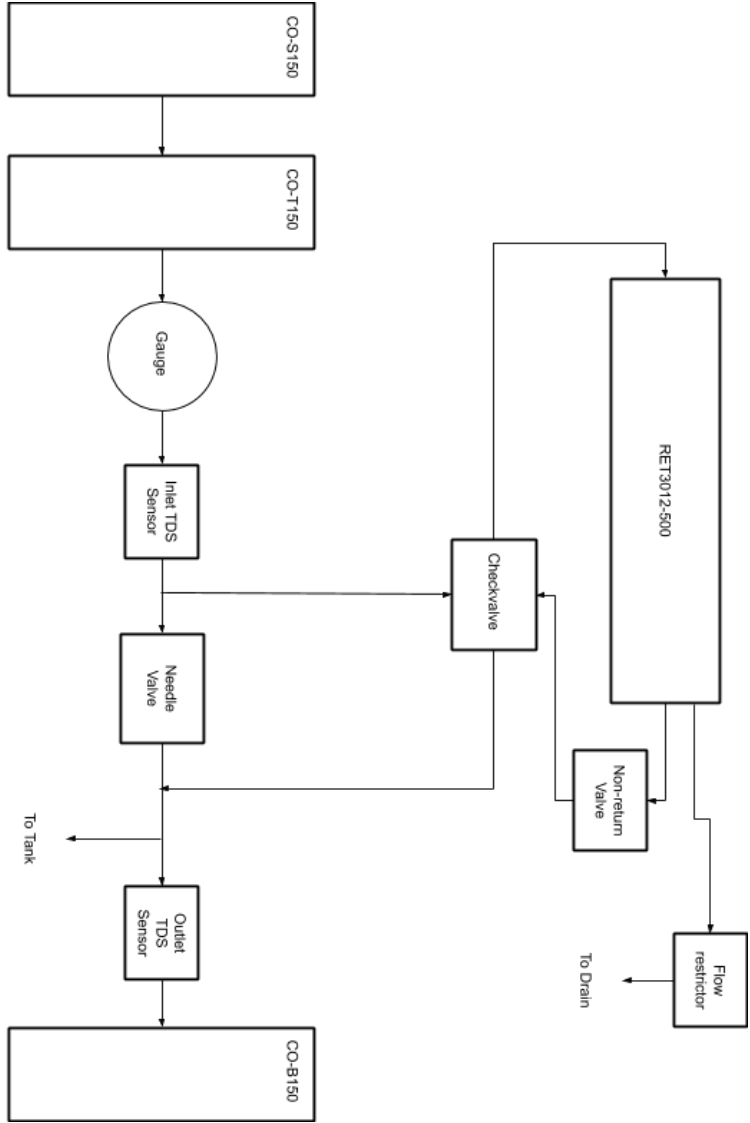 CO-S150
CO-T150
Gauge
Inlet TDS
Sensor
Needle
Valve
To Tank
Outlet
TDS
Sensor
CO-B150
Checkvalve
RET3012-500
Non-return
Valve
Flow
restrictor
To Drain